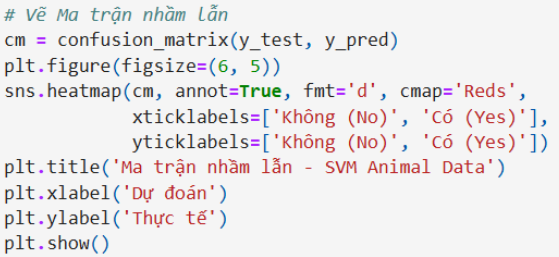 # Vẽ Ma trận nhầm lẫn
cm = confusion_matrix(y_test, y_pred)
plt.figure(figsize=(6, 5))
sns.heatmap(cm, annot=True, fmt='d', cmap='Reds',
            xticklabels=['Không (No)', 'Có (Yes)'],
            yticklabels=['Không (No)', 'Có (Yes)'])
plt.title('Ma trận nhầm lẫn - SVM Animal Data')
plt.xlabel('Dự đoán')
plt.ylabel('Thực tế')
plt.show()